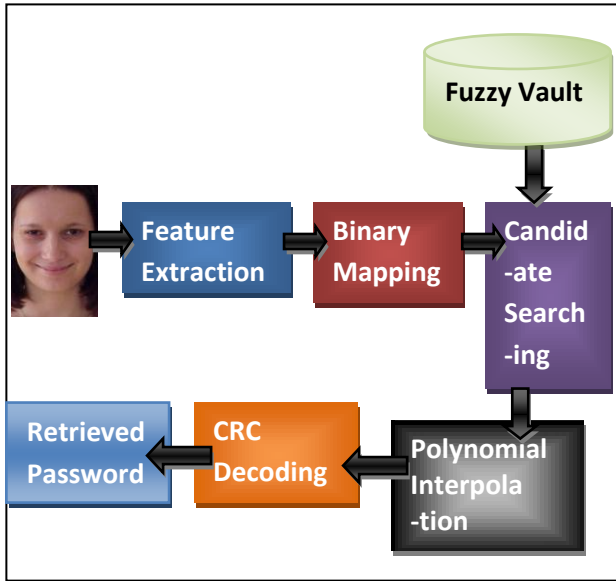 Fuzzy Vault
Feature
Extraction
Binary
Mapping
Candid
-ate
Search
-ing
Retrieved
Password
CRC
Decoding
Polynomial
Interpola
-tion